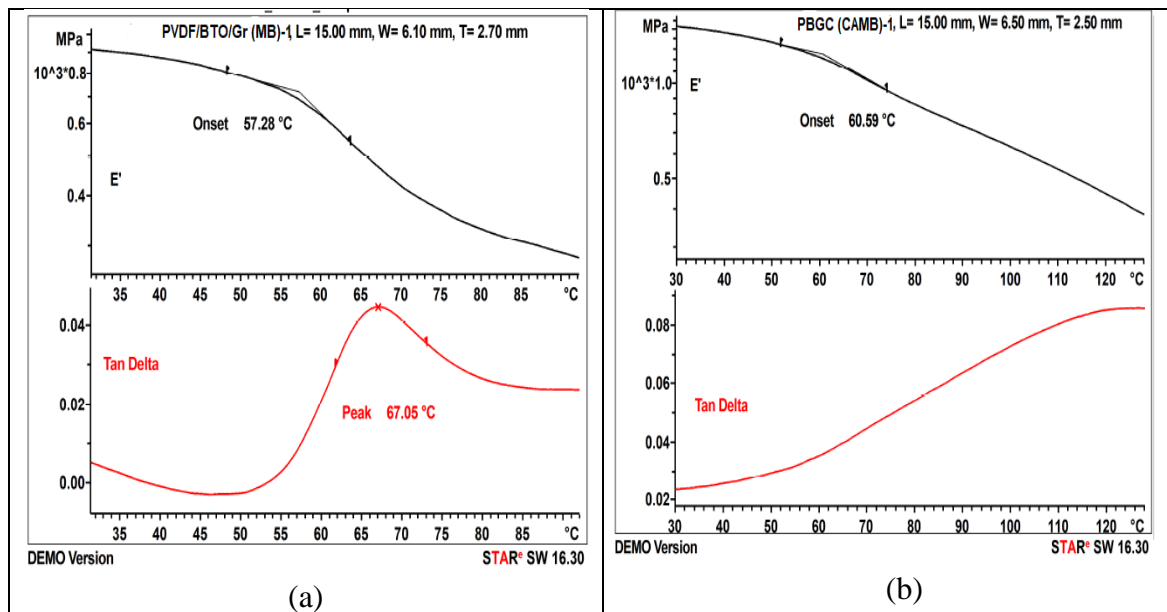 PVDF/BTO/Gr (MB)-1, L= 15.00 mm, W= 6.10 mm, T= 2.70 mm
MPa
10^3*0.8
0.6
0.4
Onset 57.28 °C
E'
35 40 45 50 55 60 65 70 75 80 85 °C
0.04
0.02
0.00
Tan Delta
Peak 67.05 °C
35 40 45 50 55 60 65 70 75 80 85 °C
DEMO Version
STARe SW 16.30
(a)
PBGC (CAMB)-1, L= 15.00 mm, W= 6.50 mm, T= 2.50 mm
MPa
10^3*1.0
0.5
E'
Onset 60.59 °C
30 40 50 60 70 80 90 100 110 120 °C
0.08
0.06
0.04
0.02
Tan Delta
30 40 50 60 70 80 90 100 110 120 °C
DEMO Version
STARe SW 16.30
(b)